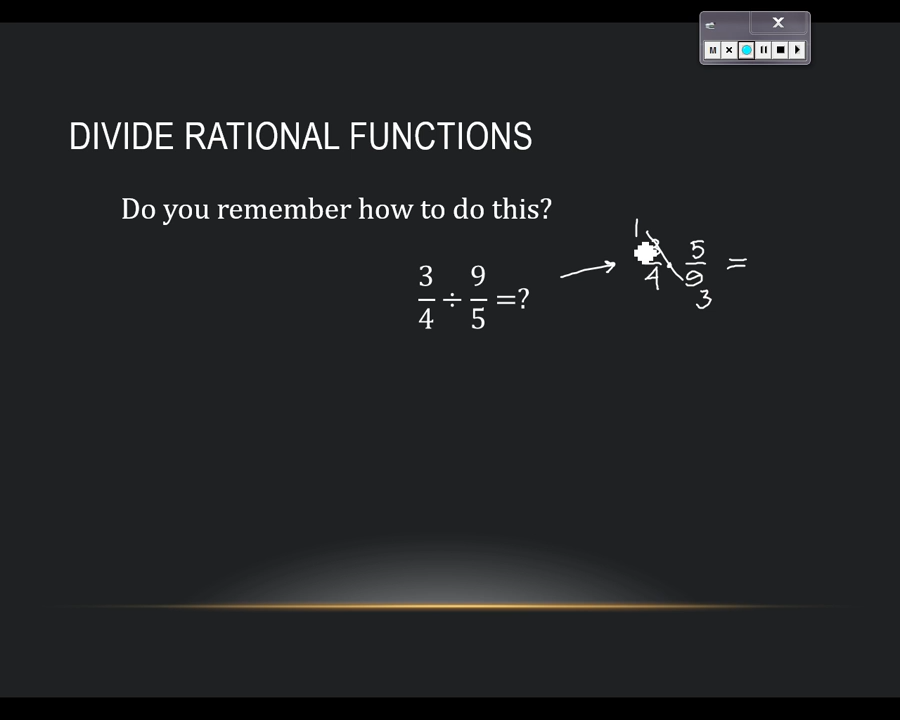 M
DIVIDE RATIONAL FUNCTIONS
Do you remember how to do this?
3/4 ÷ 9/5 =?
1
3/4 · 5/9 =
3